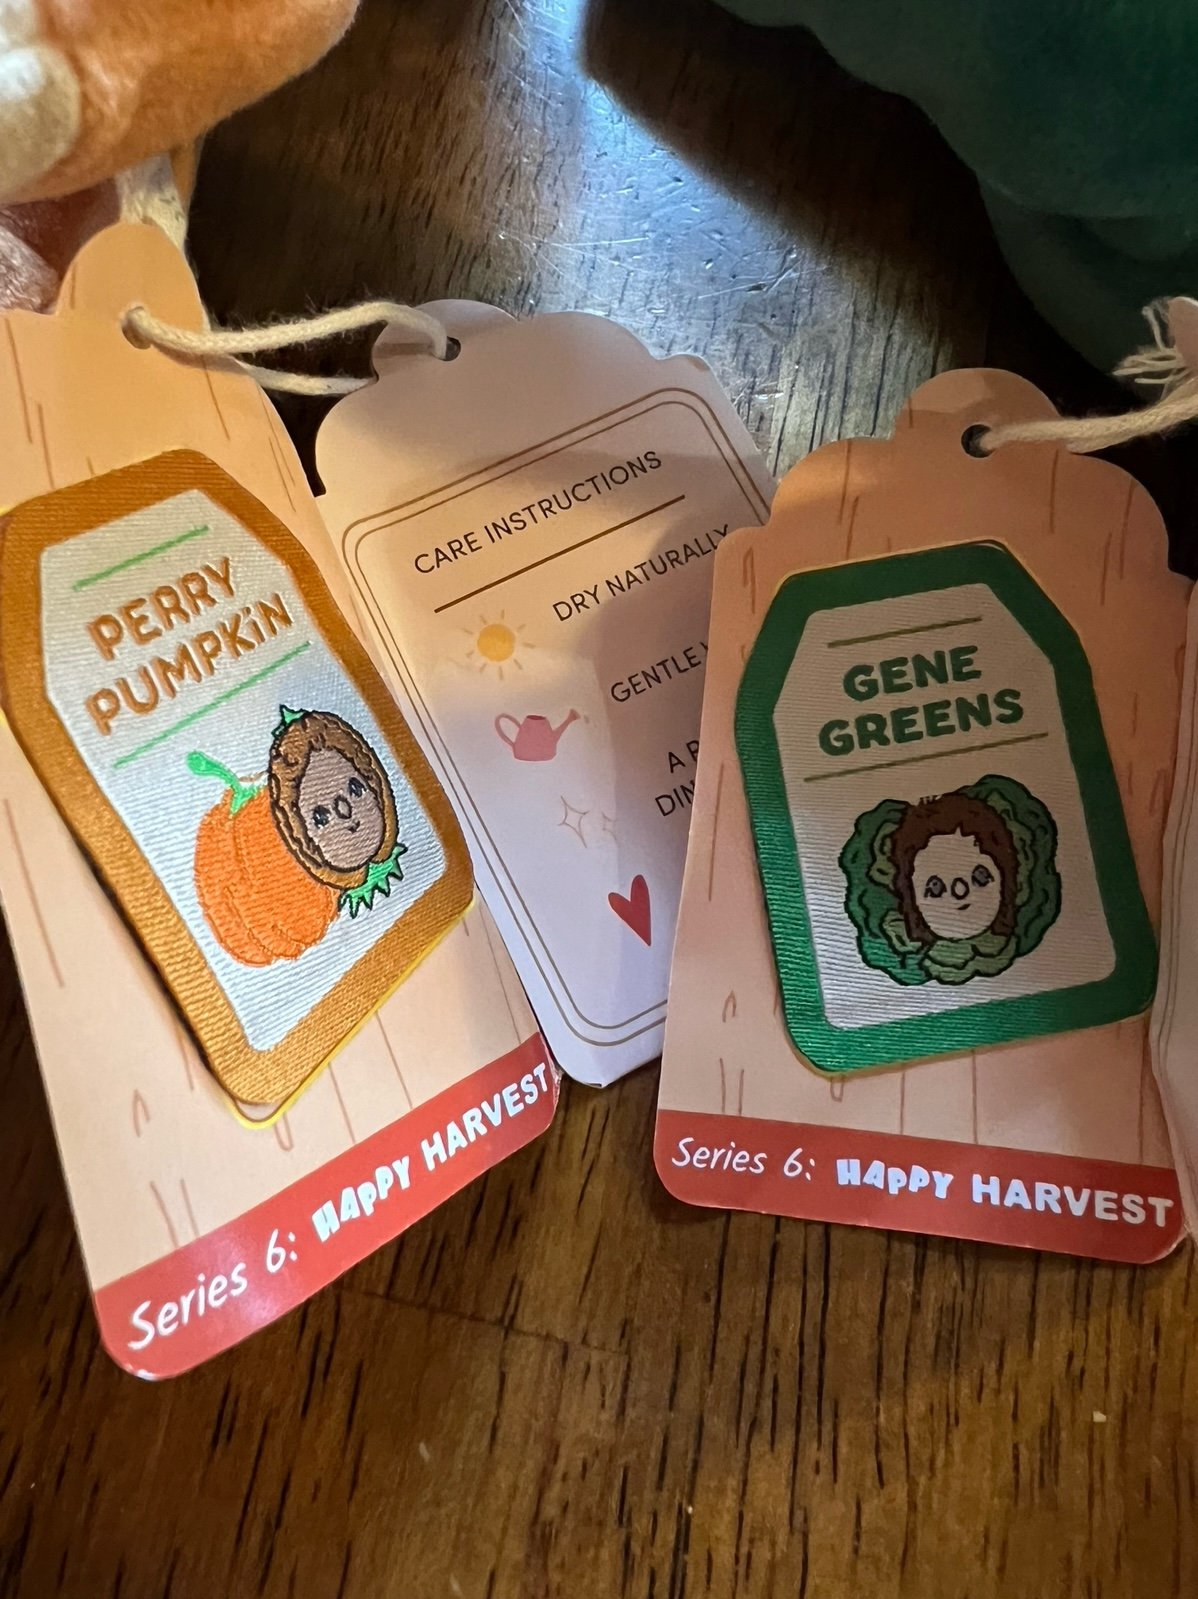 PERRY
PUMPKiN
Series 6: HAPPY HARVEST
CARE INSTRUCTIONS
DRY NATURALLY
GENTLE
A
GENE
GREENS
Series 6: HAPPY HARVEST